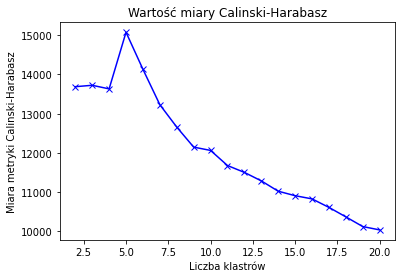 Wartość miary Calinski-Harabasz
Miara metryki Calinski-Harabasz
15000
14000
13000
12000
11000
10000
2.5 5.0 7.5 10.0 12.5 15.0 17.5 20.0
Liczba klastrów